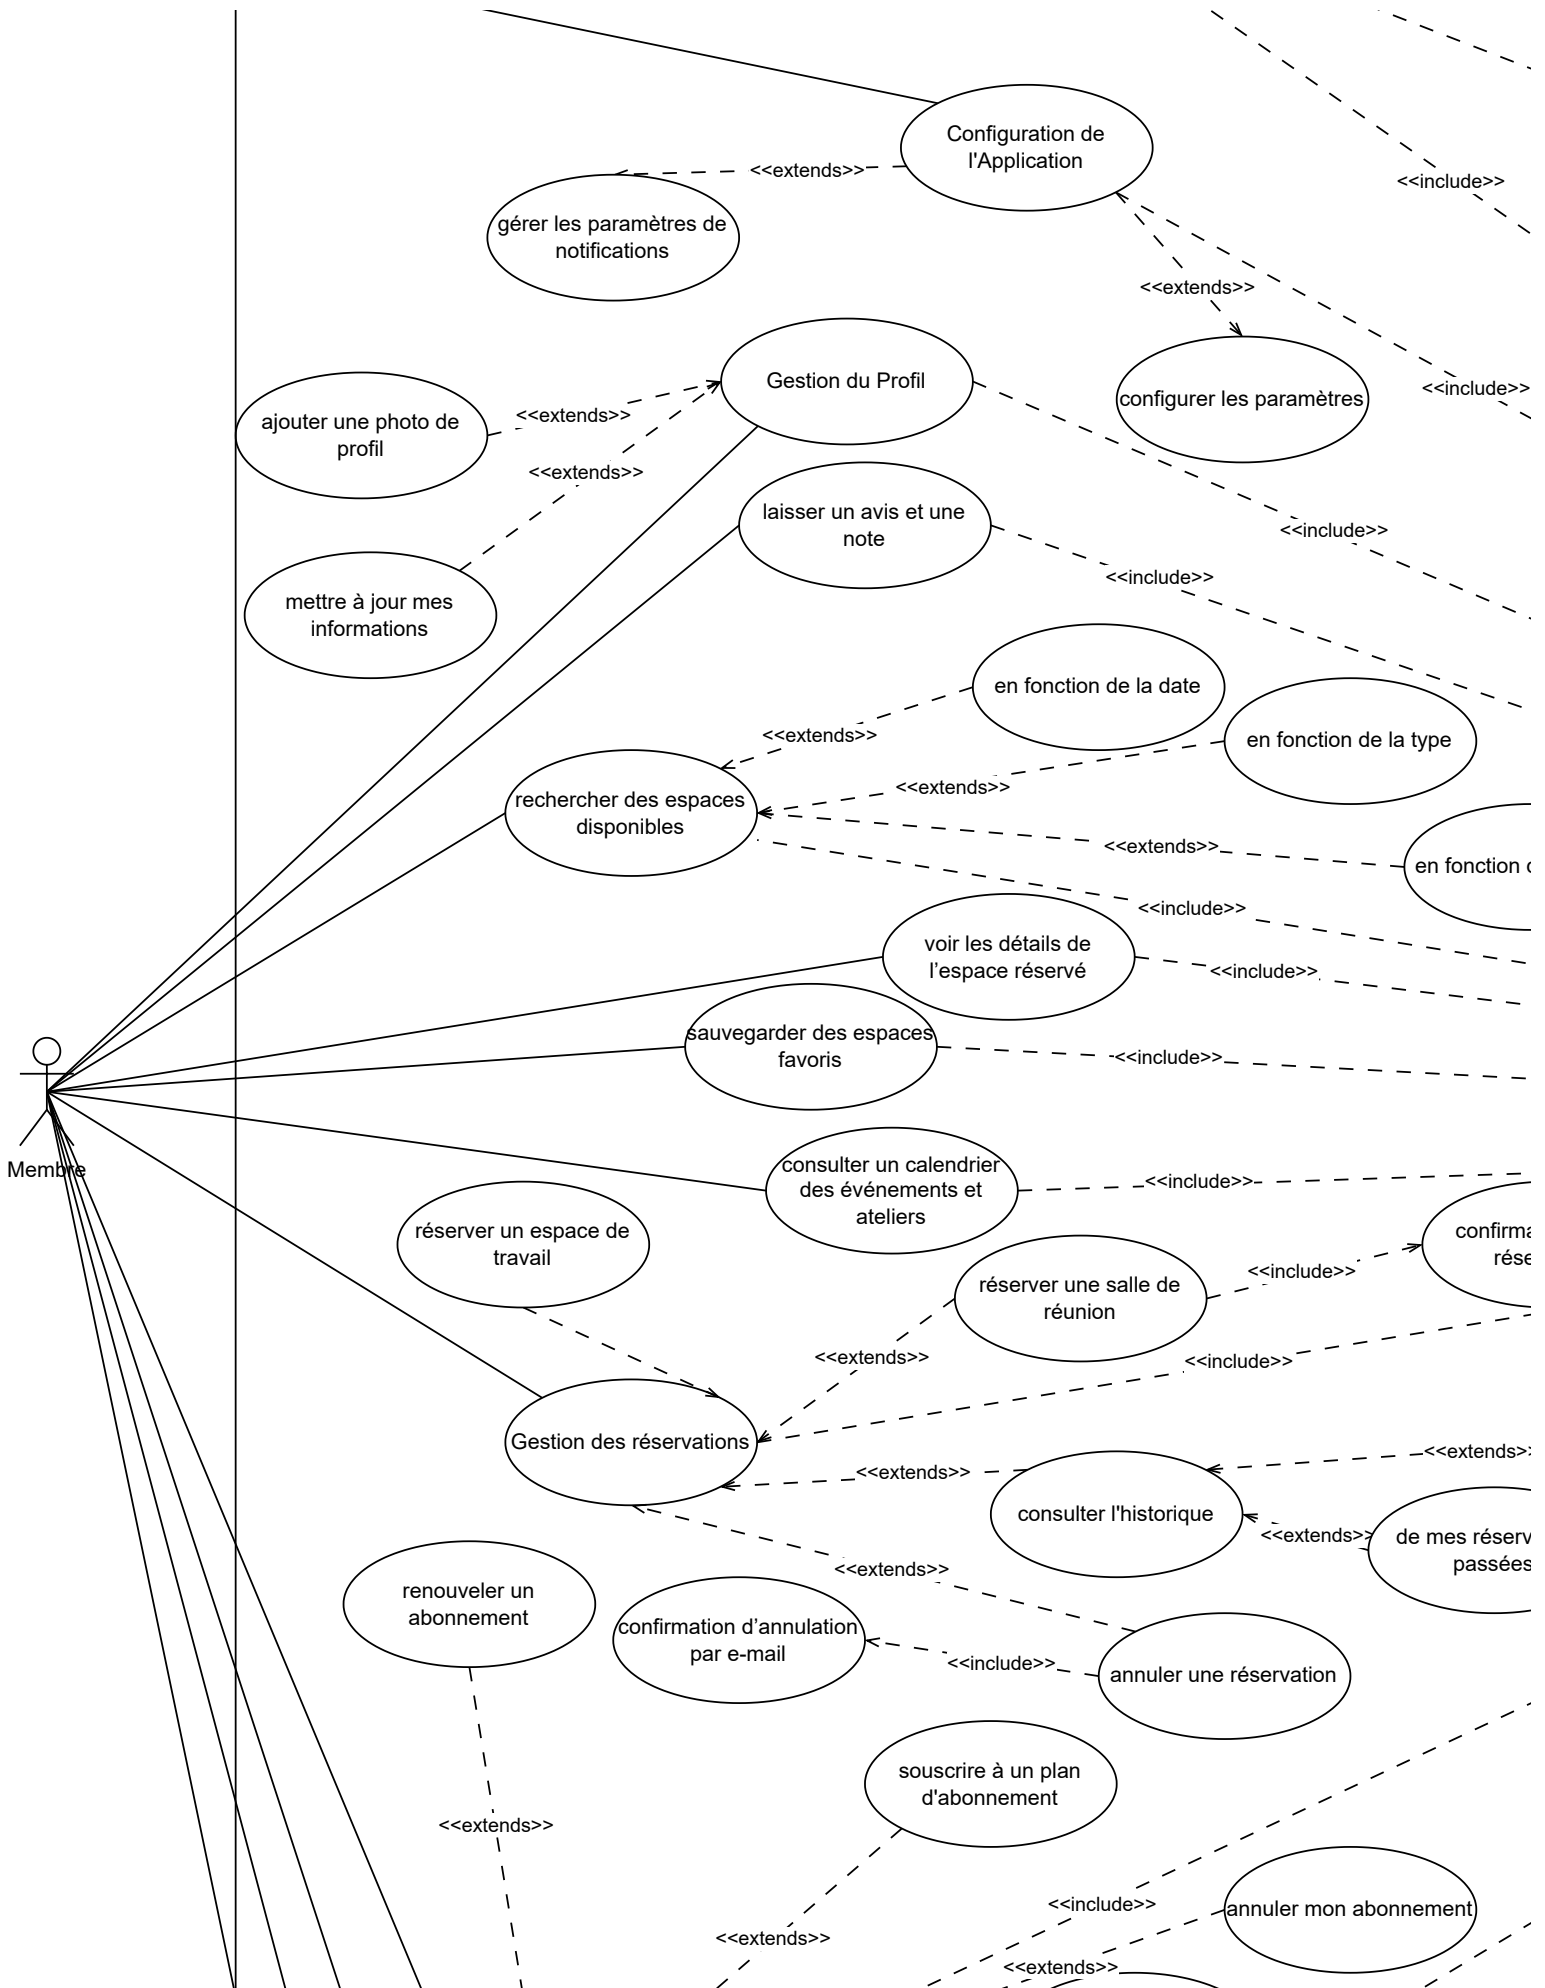 Configuration de
l'Application
<<extends>>
<<include>>
gérer les paramètres de
notifications
<<extends>>
Gestion du Profil
configurer les paramètres
<<include>>
ajouter une photo de
profil
<<extends>>
<<extends>>
laisser un avis et une
note
<<include>>
<<include>>
mettre à jour mes
informations
en fonction de la date
<<extends>>
en fonction de la type
<<extends>>
rechercher des espaces
disponibles
<<extends>>
en fonction
<<include>>
voir les détails de
l’espace réservé
<<include>>
sauvegarder des espaces
favoris
<<include>>
Membre
consulter un calendrier
des événements et
ateliers
<<include>>
réserver un espace de
travail
réserver une salle de
réunion
<<include>>
<<extends>>
<<include>>
Gestion des réservations
<<extends>>
<<extends>>
consulter l'historique
<<extends>>
de mes
passées
<<extends>>
renouveler un
abonnement
confirmation d’annulation
par e-mail
<<include>>
annuler une réservation
souscrire à un plan
d'abonnement
<<extends>>
<<include>>
annuler mon abonnement
<<extends>>
<<extends>>